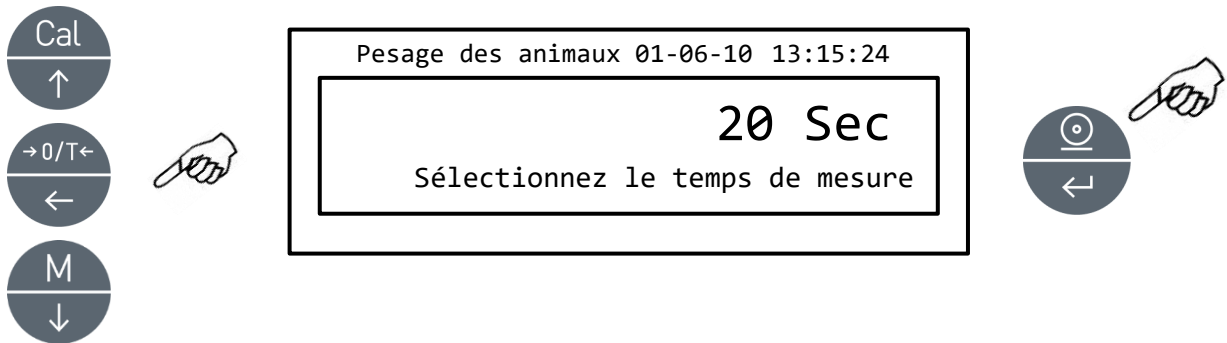 Cal
↑
→0/T←
←
M
↓
Pesage des animaux 01-06-10 13:15:24
20 Sec
Sélectionnez le temps de mesure